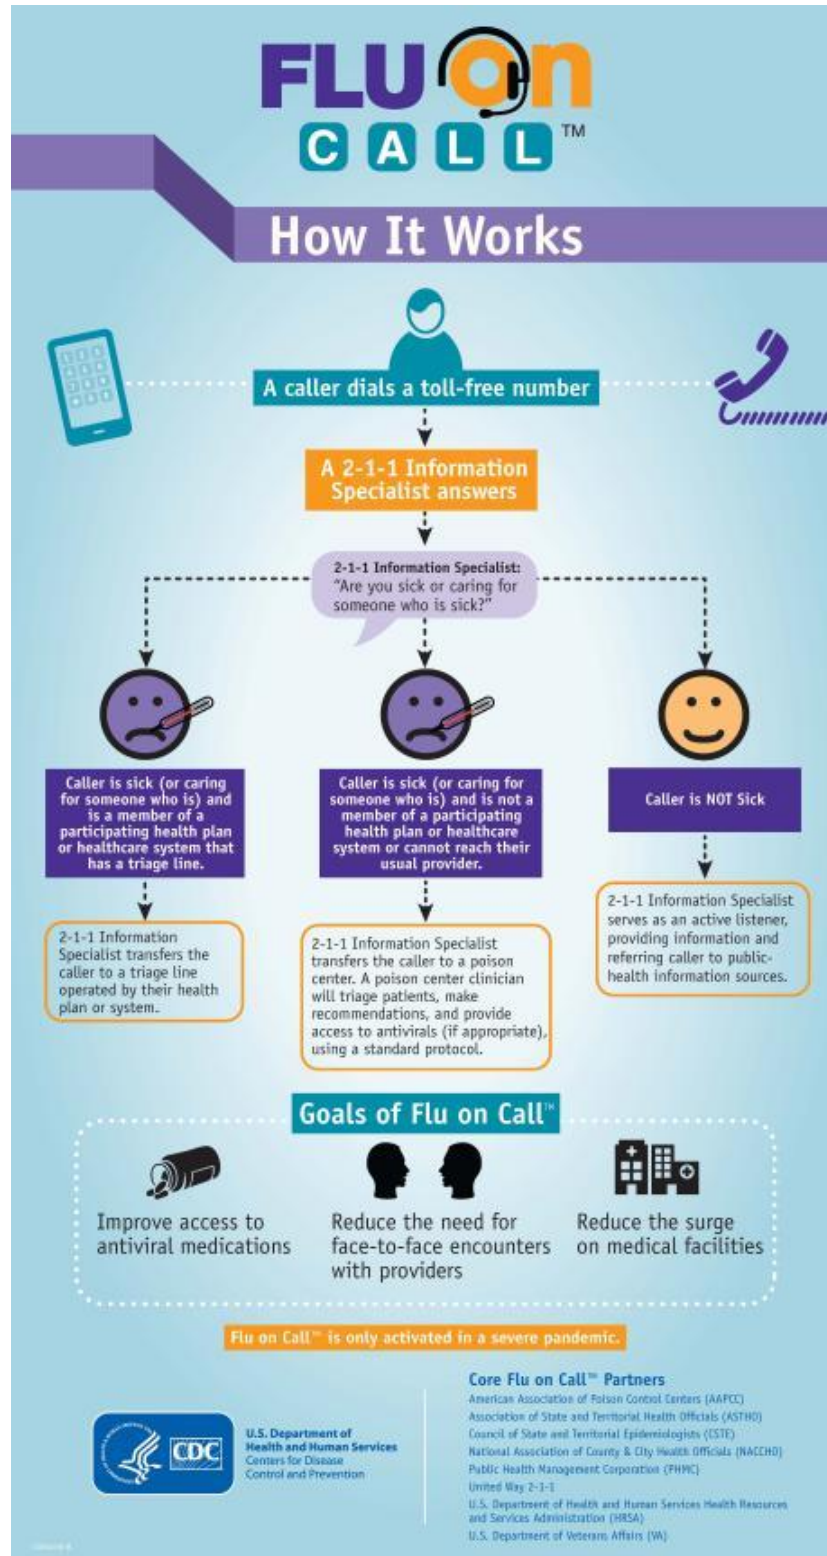 FLU on
CALL™
How It Works
A caller dials a toll-free number
A 2-1-1 Information
Specialist answers
2-1-1 Information Specialist:
"Are you sick or caring for
someone who is sick?"
Caller is sick (or caring
for someone who is) and
is a member of a
participating health plan
or healthcare system that
has a triage line.
2-1-1 Information
Specialist transfers the
caller to a triage line
operated by their health
plan or system.
Caller is sick (or caring for
someone who is) and is not a
member of a participating
health plan or healthcare
system or cannot reach their
usual provider.
2-1-1 Information Specialist
transfers the caller to a poison
center. A poison center clinician
will triage patients, make
recommendations, and provide
access to antivirals (if appropriate),
using a standard protocol.
Caller is NOT Sick
2-1-1 Information Specialist
serves as an active listener,
providing information and
referring caller to public-
health information sources.
Goals of Flu on Call™
Improve access to
antiviral medications
Reduce the need for
face-to-face encounters
with providers
Reduce the surge
on medical facilities
Flu on Call™ is only activated in a severe pandemic.
CDC
U.S. Department of
Health and Human Services
Centers for Disease
Control and Prevention
Core Flu on Call™ Partners
American Association of Poison Control Centers (AAPCC)
Association of State and Territorial Health Officials (ASTHO)
Council of State and Territorial Epidemiologists (CSTE)
National Association of County & City Health Officials (NACCHO)
Public Health Management Corporation (PHMC)
United Way 2-1-1
U.S. Department of Health and Human Services Health Resources
and Services Administration (HRSA)
U.S. Department of Veterans Affairs (VA)